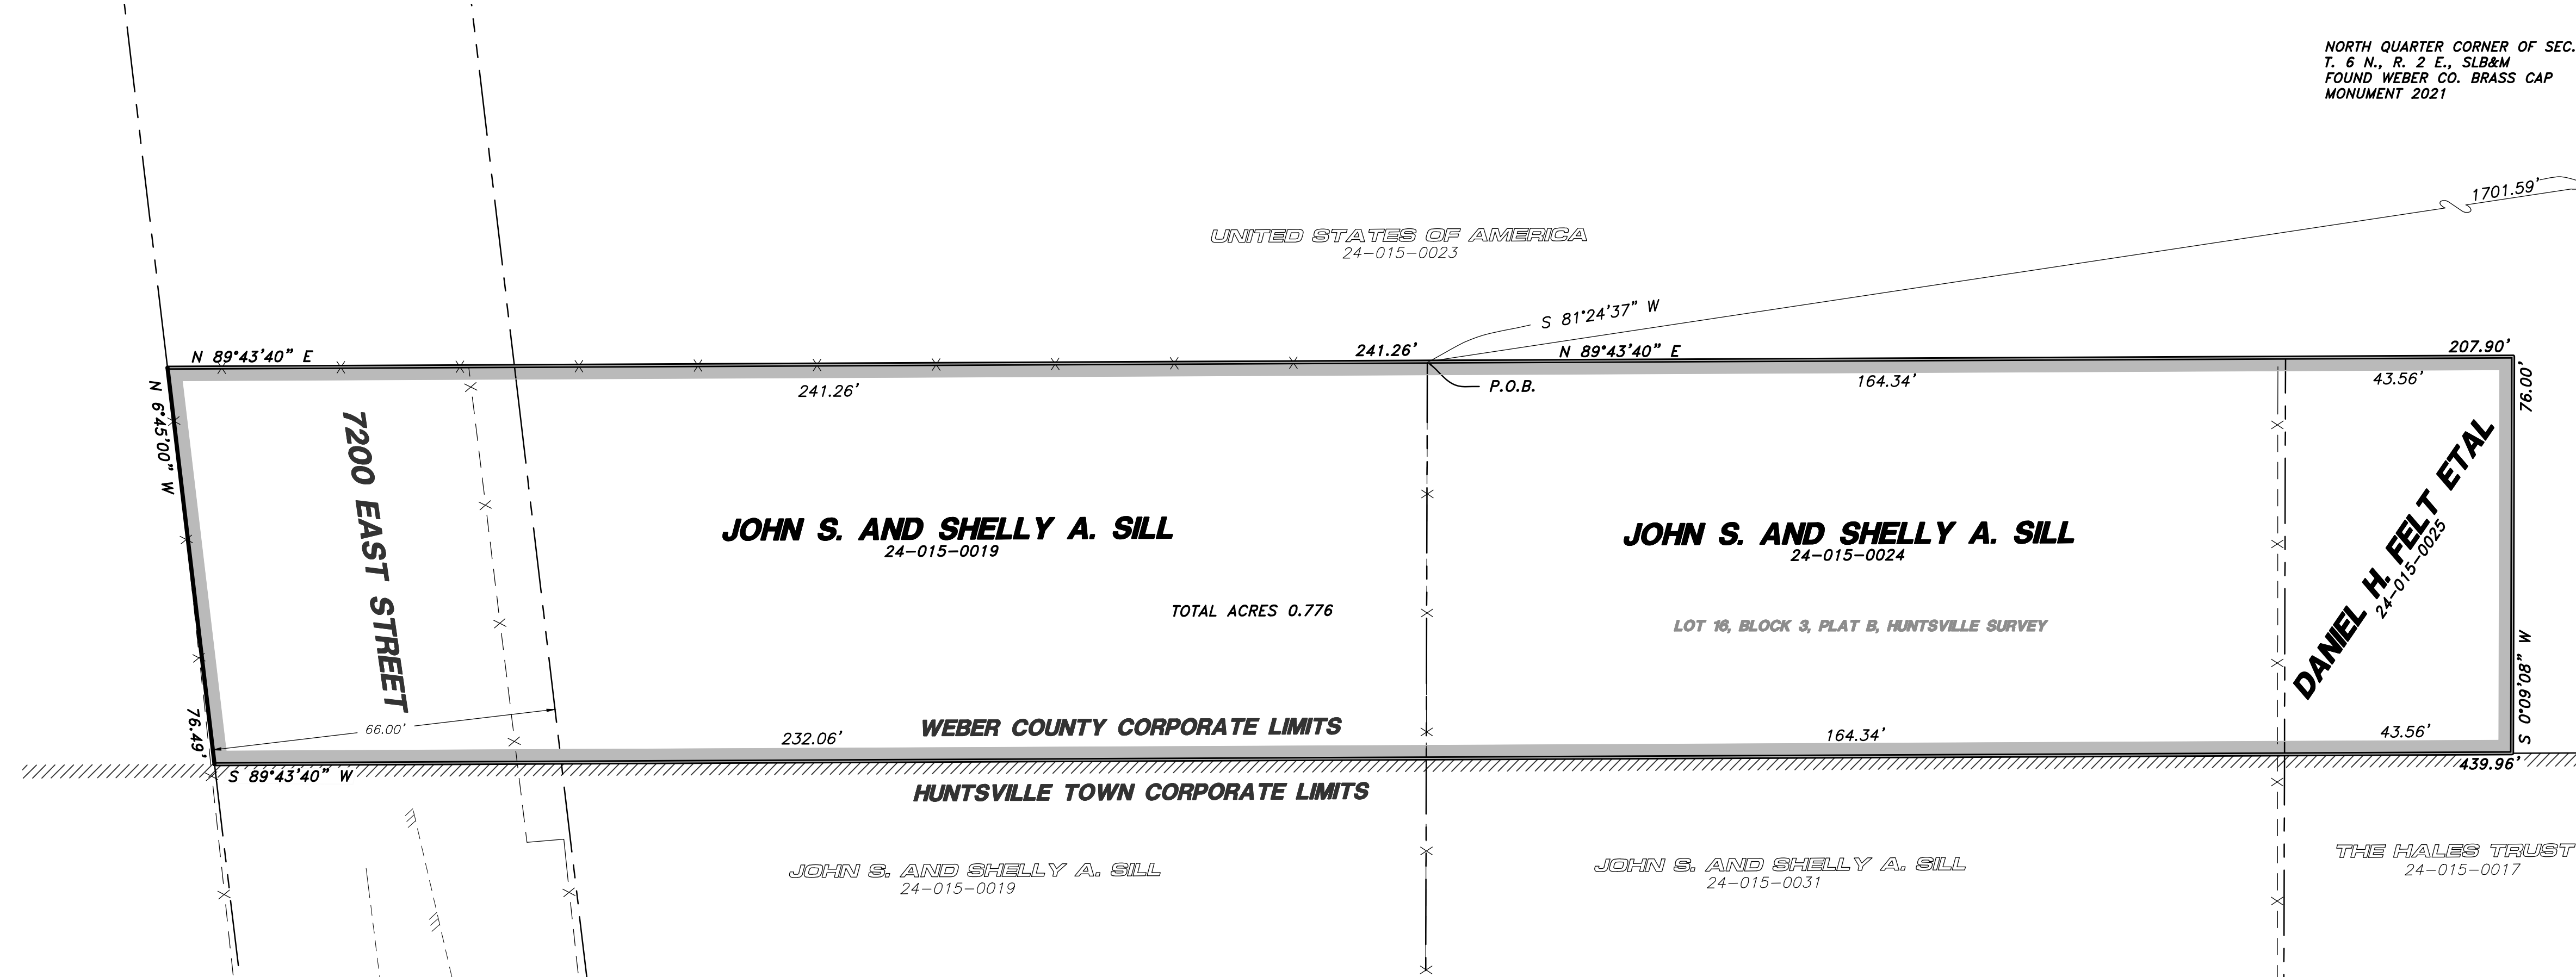 NORTH QUARTER CORNER OF SEC.
T. 6 N., R. 2 E., SLB&M
FOUND WEBER CO. BRASS CAP
MONUMENT 2021
1701.59'
UNITED STATES OF AMERICA
24-015-0023
S 81°24'37" W
N 89°43'40" E
241.26'
N 89°43'40" E
207.90'
241.26'
P.O.B.
164.34'
43.56'
76.00'
N 6°45'00" W
7200 EAST STREET
JOHN S. AND SHELLY A. SILL
24-015-0019
JOHN S. AND SHELLY A. SILL
24-015-0024
DANIEL H. FELT ETAL
24-015-0025
TOTAL ACRES 0.776
LOT 16, BLOCK 3, PLAT B, HUNTSVILLE SURVEY
S 0°09'08" W
76.49'
66.00'
232.06'
WEBER COUNTY CORPORATE LIMITS
164.34'
43.56'
S 89°43'40" W
439.96'
HUNTSVILLE TOWN CORPORATE LIMITS
JOHN S. AND SHELLY A. SILL
24-015-0019
JOHN S. AND SHELLY A. SILL
24-015-0031
THE HALES TRUST
24-015-0017